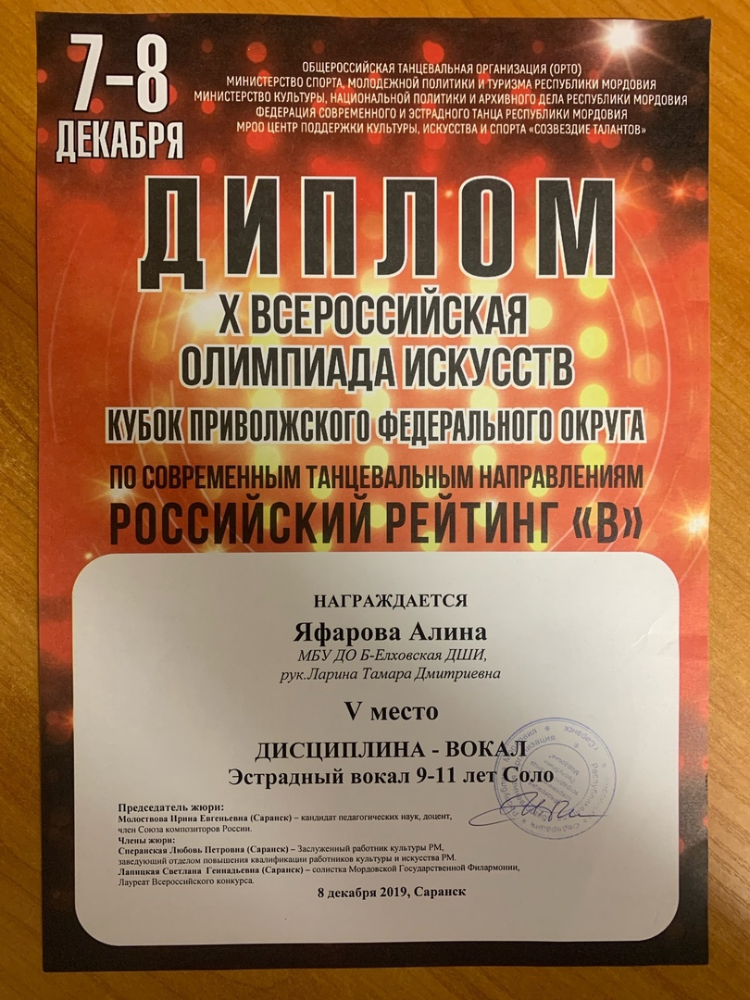 7-8
ДЕКАБРЯ
ОБЩЕРОССИЙСКАЯ ТАНЦЕВАЛЬНАЯ ОРГАНИЗАЦИЯ (ОРТО)
МИНИСТЕРСТВО СПОРТА, МОЛОДЕЖНОЙ ПОЛИТИКИ И ТУРИЗМА РЕСПУБЛИКИ МОРДОВИЯ
МИНИСТЕРСТВО КУЛЬТУРЫ, НАЦИОНАЛЬНОЙ ПОЛИТИКИ И АРХИВНОГО ДЕЛА РЕСПУБЛИКИ МОРДОВИЯ
ФЕДЕРАЦИЯ СОВРЕМЕННОГО И ЭСТРАДНОГО ТАНЦА РЕСПУБЛИКИ МОРДОВИЯ
МРОО ЦЕНТР ПОДДЕРЖКИ КУЛЬТУРЫ, ИСКУССТВА И СПОРТА «СОЗВЕЗДИЕ ТАЛАНТОВ»
ДИПЛОМ
X ВСЕРОССИЙСКАЯ
ОЛИМПИАДА ИСКУССТВ
КУБОК ПРИВОЛЖСКОГО ФЕДЕРАЛЬНОГО ОКРУГА
ПО СОВРЕМЕННЫМ ТАНЦЕВАЛЬНЫМ НАПРАВЛЕНИЯМ
РОССИЙСКИЙ РЕЙТИНГ «В»
НАГРАЖДАЕТСЯ
Яфарова Алина
МБУ ДО Б-Елховская ДШИ,
рук.Ларина Тамара Дмитриевна
V место
ДИСЦИПЛИНА - ВОКАЛ
Эстрадный вокал 9-11 лет Соло
Председатель жюри:
Молоствова Ирина Евгеньевна (Саранск) – кандидат педагогических наук, доцент,
член Союза композиторов России.
Члены жюри:
Сперанская Любовь Петровна (Саранск) – Заслуженный работник культуры РМ,
заведующий отделом повышения квалификации работников культуры и искусства РМ.
Лапицкая Светлана Геннадьевна (Саранск) – солистка Мордовской Государственной Филармонии,
Лауреат Всероссийского конкурса.
8 декабря 2019, Саранск